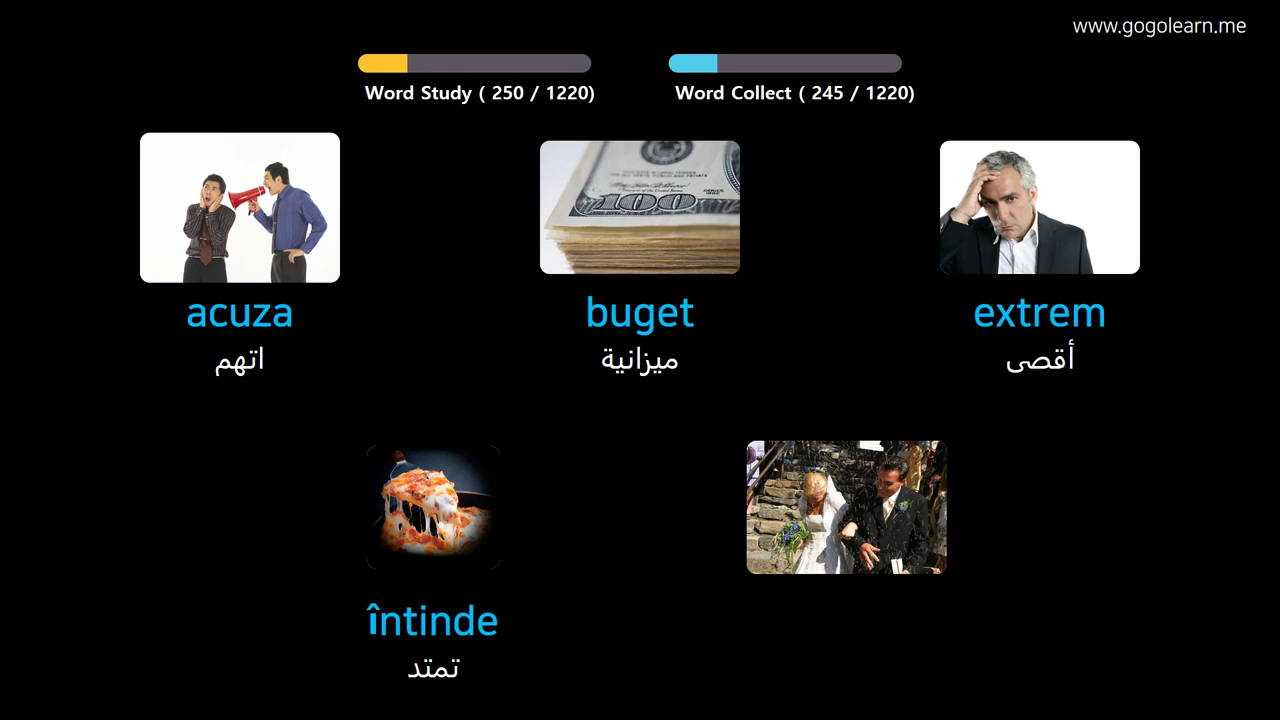 www.gogolearn.me
Word Study ( 250 / 1220)
Word Collect ( 245 / 1220)
acuza
اتهم
buget
ميزانية
extrem
أقصى
întinde
تمتد
100